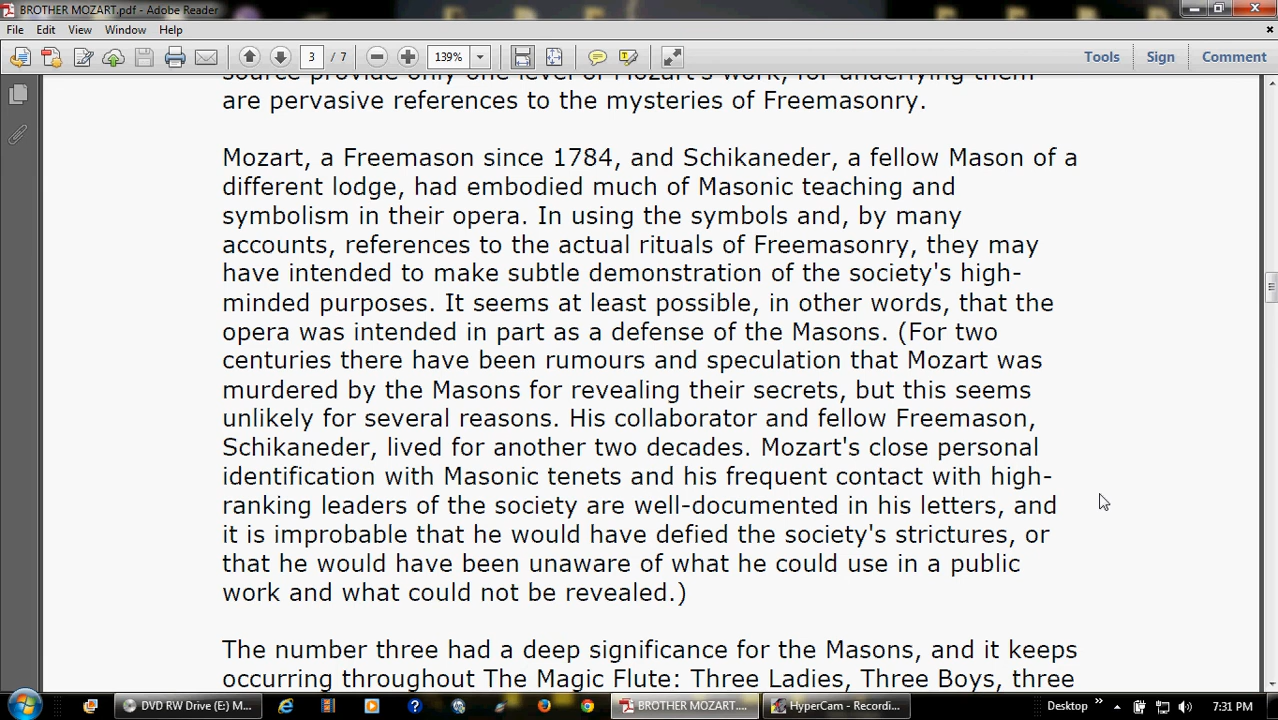 BROTHER MOZART.pdf - Adobe Reader
File Edit View Window Help
3 / 7 139% Tools Sign Comment
source provide only one level of Mozart's work, for underlying them
are pervasive references to the mysteries of Freemasonry.
Mozart, a Freemason since 1784, and Schikaneder, a fellow Mason of a
different lodge, had embodied much of Masonic teaching and
symbolism in their opera. In using the symbols and, by many
accounts, references to the actual rituals of Freemasonry, they may
have intended to make subtle demonstration of the society's high-
minded purposes. It seems at least possible, in other words, that the
opera was intended in part as a defense of the Masons. (For two
centuries there have been rumours and speculation that Mozart was
murdered by the Masons for revealing their secrets, but this seems
unlikely for several reasons. His collaborator and fellow Freemason,
Schikaneder, lived for another two decades. Mozart's close personal
identification with Masonic tenets and his frequent contact with high-
ranking leaders of the society are well-documented in his letters, and
it is improbable that he would have defied the society's strictures, or
that he would have been unaware of what he could use in a public
work and what could not be revealed.)
The number three had a deep significance for the Masons, and it keeps
occurring throughout The Magic Flute: Three Ladies, Three Boys, three
DVD RW Drive (E:) M... BROTHER MOZART.... HyperCam - Recordi... Desktop 7:31 PM